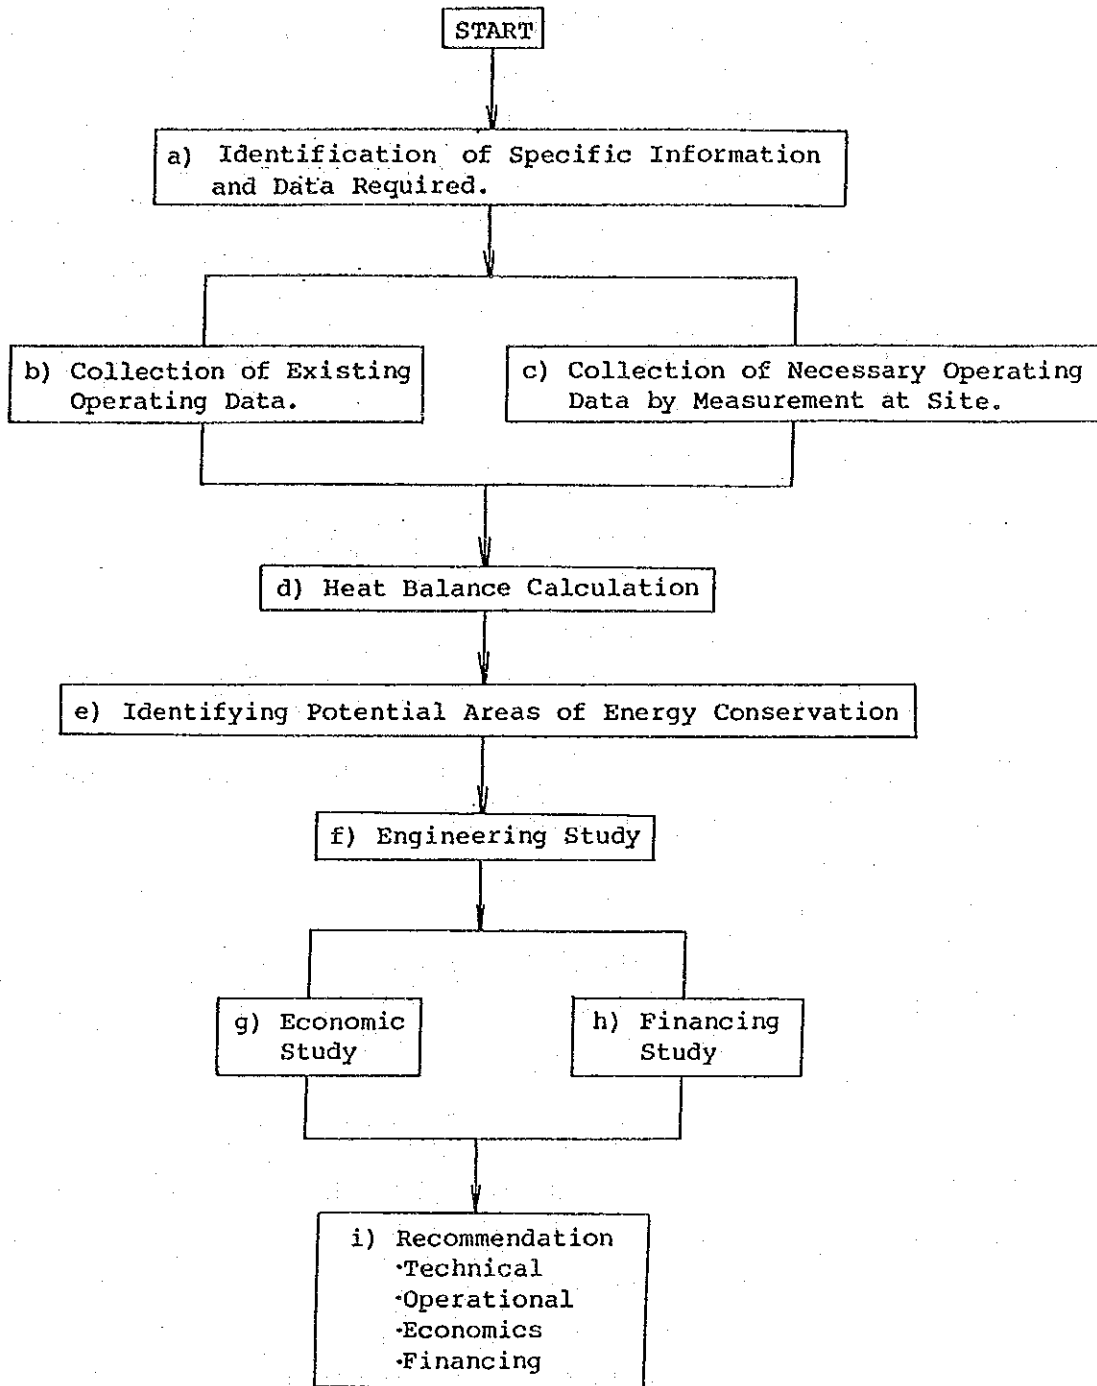 START
a) Identification of Specific Information
and Data Required.
b) Collection of Existing
Operating Data.
c) Collection of Necessary Operating
Data by Measurement at Site.
d) Heat Balance Calculation
e) Identifying Potential Areas of Energy Conservation
f) Engineering Study
g) Economic
Study
h) Financing
Study
i) Recommendation
·Technical
·Operational
·Economics
·Financing